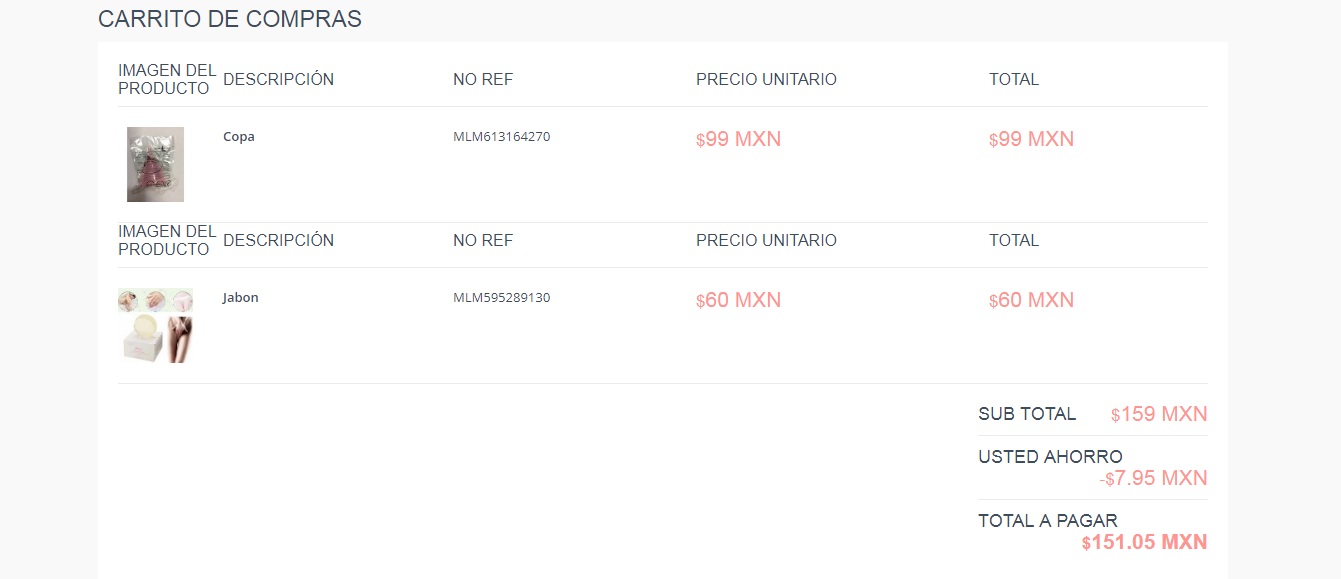 CARRITO DE COMPRAS
IMAGEN DEL PRODUCTO DESCRIPCIÓN NO REF PRECIO UNITARIO TOTAL
Copa MLM613164270 $99 MXN $99 MXN
IMAGEN DEL PRODUCTO DESCRIPCIÓN NO REF PRECIO UNITARIO TOTAL
Jabon MLM595289130 $60 MXN $60 MXN
SUB TOTAL $159 MXN
USTED AHORRO
-$7.95 MXN
TOTAL A PAGAR
$151.05 MXN